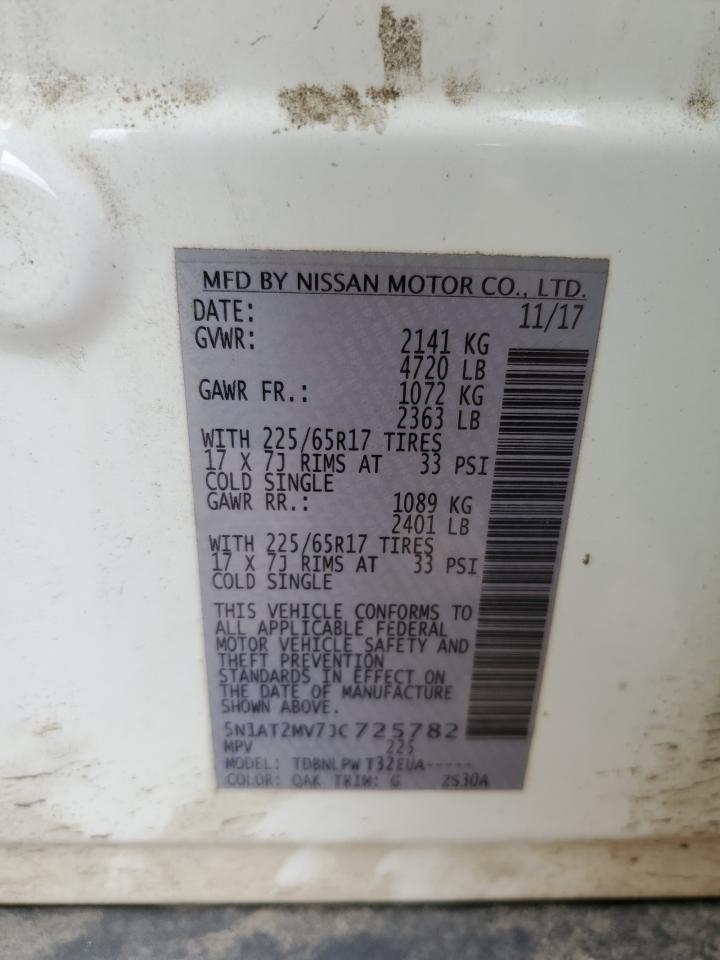 MFD BY NISSAN MOTOR CO., LTD.
DATE: 11/17
GVWR: 2141 KG
4720 LB
GAWR FR.: 1072 KG
2363 LB
WITH 225/65R17 TIRES
17 X 7J RIMS AT 33 PSI
COLD SINGLE
GAWR RR.: 1089 KG
2401 LB
WITH 225/65R17 TIRES
17 X 7J RIMS AT 33 PSI
COLD SINGLE
THIS VEHICLE CONFORMS TO
ALL APPLICABLE FEDERAL
MOTOR VEHICLE SAFETY AND
THEFT PREVENTION
STANDARDS IN EFFECT ON
THE DATE OF MANUFACTURE
SHOWN ABOVE.
5N1AT2MV7JC725782
MPV 225
MODEL: TDBNLPW T32EUA-----
COLOR: QAK TRIM: G 2S30A